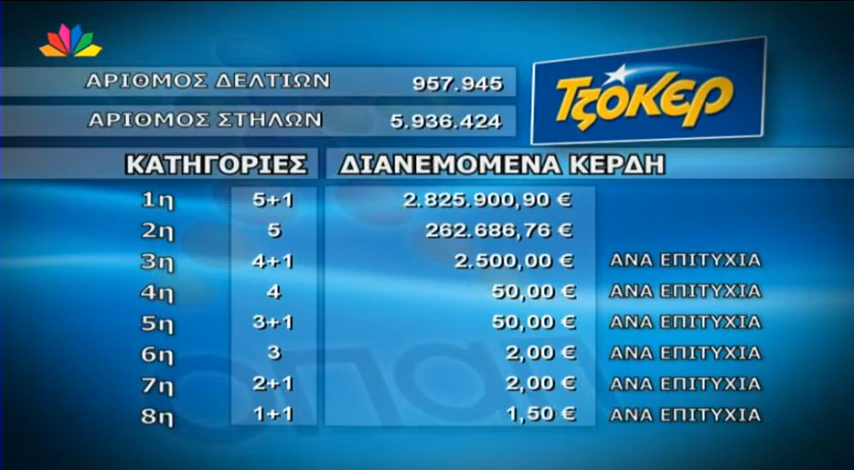 ΑΡΙΘΜΟΣ ΔΕΛΤΙΩΝ 957.945
ΤζόΚερ
ΑΡΙΘΜΟΣ ΣΤΗΛΩΝ 5.936.424
ΚΑΤΗΓΟΡΙΕΣ ΔΙΑΝΕΜΟΜΕΝΑ ΚΕΡΔΗ
1η 5+1 2.825.900,90 €
2η 5 262.686,76 €
3η 4+1 2.500,00 € ΑΝΑ ΕΠΙΤΥΧΙΑ
4η 4 50,00 € ΑΝΑ ΕΠΙΤΥΧΙΑ
5η 3+1 50,00 € ΑΝΑ ΕΠΙΤΥΧΙΑ
6η 3 2,00 € ΑΝΑ ΕΠΙΤΥΧΙΑ
7η 2+1 2,00 € ΑΝΑ ΕΠΙΤΥΧΙΑ
8η 1+1 1,50 € ΑΝΑ ΕΠΙΤΥΧΙΑ
οπαπ